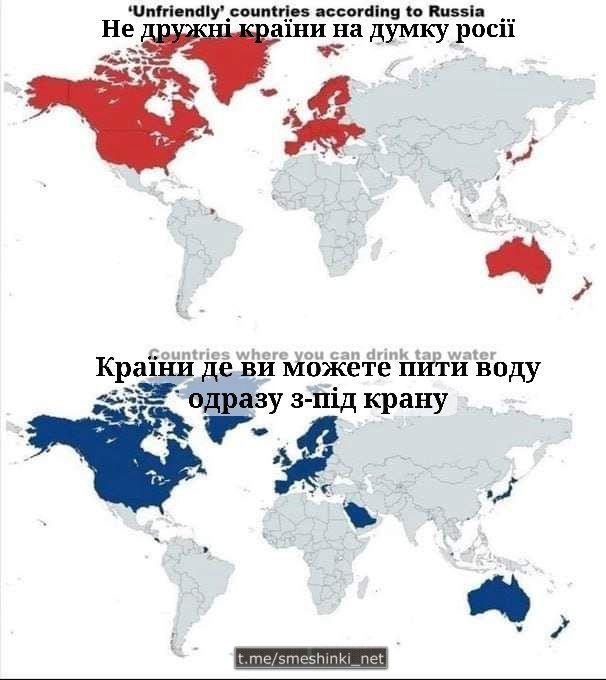 'Unfriendly' countries according to Russia
Не дружні країни на думку росії
Countries where you can drink tap water
Країни де ви можете пити воду
одразу з-під крану
t.me/smeshinki_net